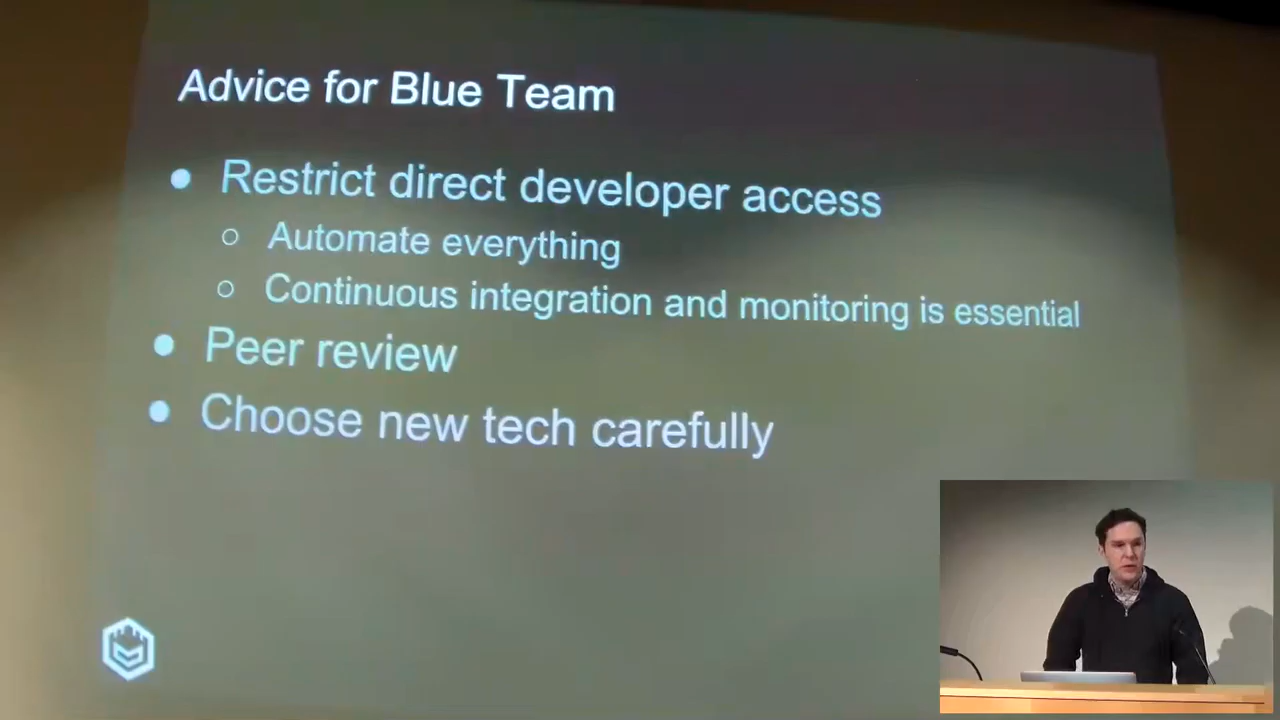 Advice for Blue Team
● Restrict direct developer access
○ Automate everything
○ Continuous integration and monitoring is essential
● Peer review
● Choose new tech carefully